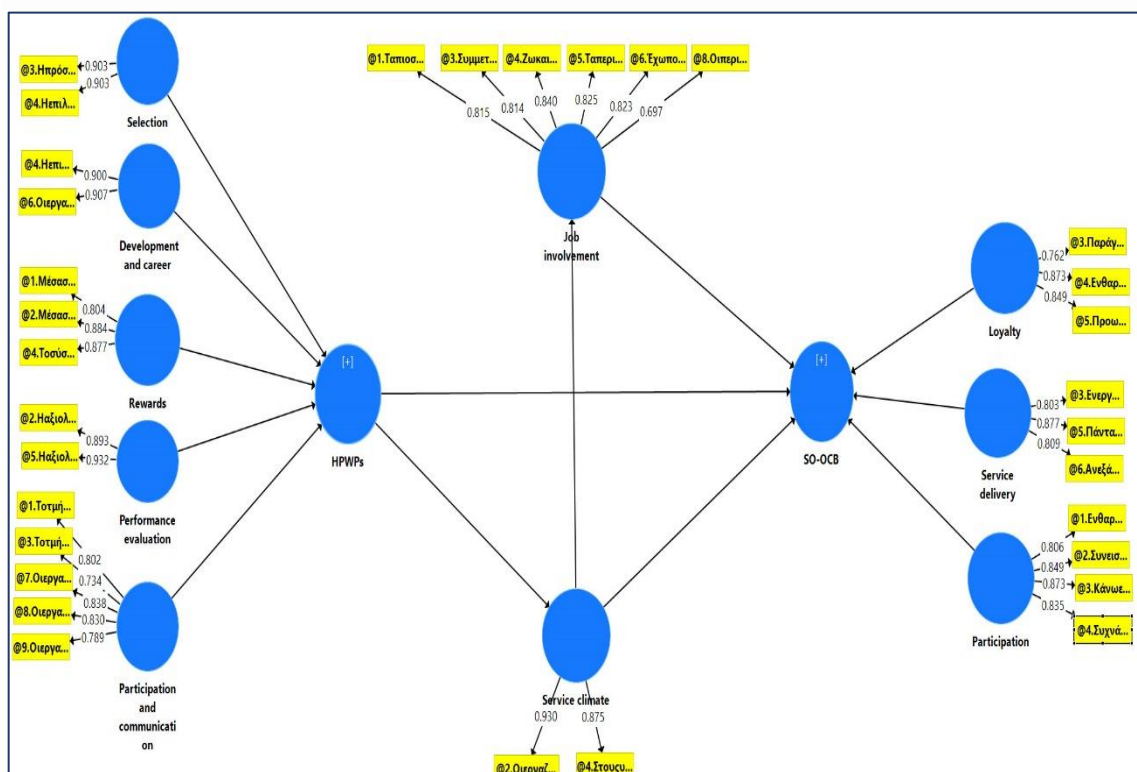 @3.Ηπρόσ...
0.903
@4.Ηεπιλ...
0.903
Selection
@4.Ηεπι...
0.900
@6.Οιεργα...
0.907
Development
and career
@1.Μέσασ...
0.804
@2.Μέσασ...
0.884
@4.Τοσύσ...
0.877
Rewards
@2.Ηαξιολ...
0.893
@5.Ηαξιολ...
0.932
Performance
evaluation
@1.Τοτμή...
0.802
@3.Τοτμή...
0.734
@7.Οιεργα...
0.838
@8.Οιεργα...
0.830
@9.Οιεργα...
0.789
Participation
and
communicati
on
[+]
HPWPs
@1.Ταπιοσ...
@3.Συμμετ...
@4.Ζωκαι...
@5.Ταπερι...
@6.Έχωπο...
@8.Οιπερι...
0.815
0.814
0.840
0.825
0.823
0.697
Job
involvement
Service climate
0.930
0.875
@2.Οιεργαζ...
@4.Στουςυ...
[+]
SO-OCB
@3.Παράγ...
0.762
@4.Ενθαρ...
0.873
@5.Προω...
0.849
Loyalty
@3.Ενεργ...
0.803
@5.Πάντα...
0.877
@6.Ανεξά...
0.809
Service
delivery
@1.Ενθαρ...
0.806
@2.Συνεισ...
0.849
@3.Κάνωε...
0.873
@4.Συχνά...
0.835
Participation